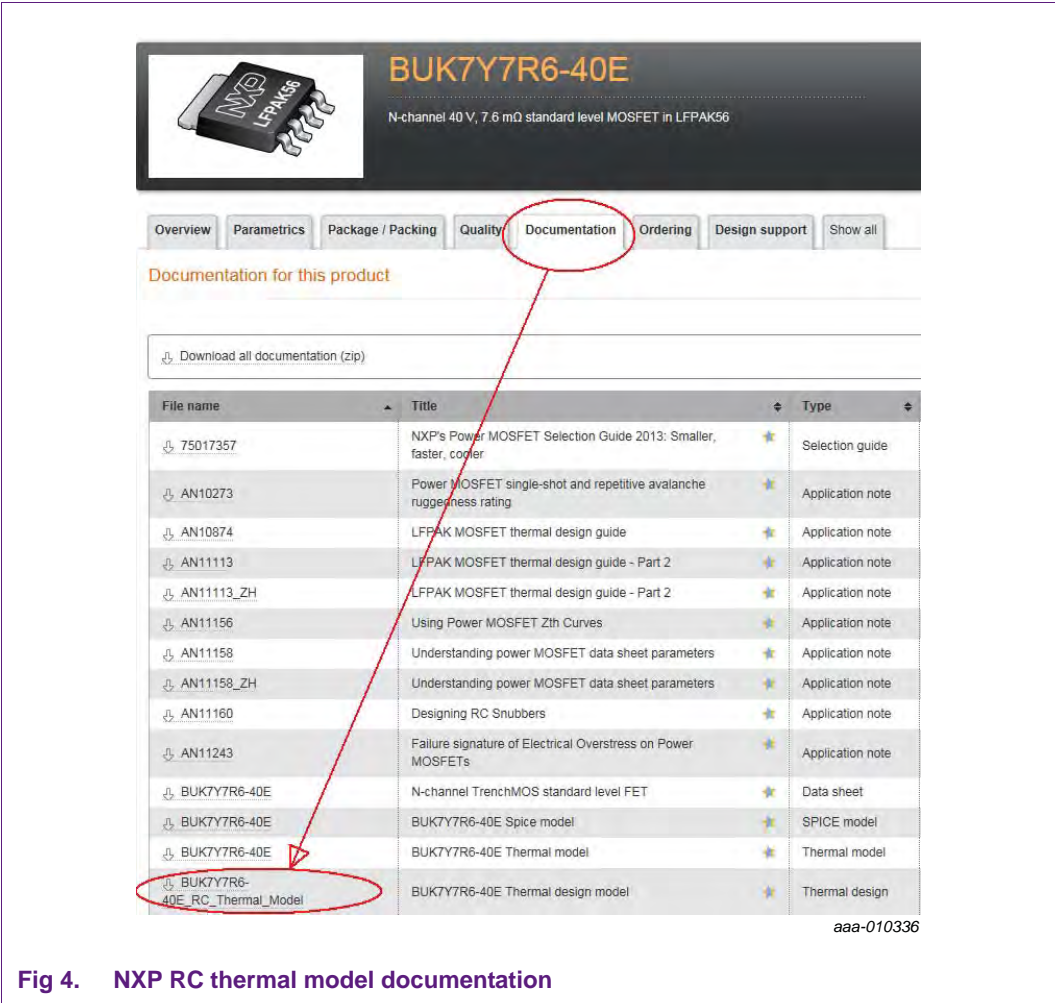 NXP
LFPAK56
BUK7Y7R6-40E
N-channel 40 V, 7.6 mΩ standard level MOSFET in LFPAK56
Overview Parametrics Package / Packing Quality Documentation Ordering Design support Show all
Documentation for this product
Download all documentation (zip)
File name Title Type
75017357 NXP's Power MOSFET Selection Guide 2013: Smaller, Selection guide
faster, cooler
AN10273 Power MOSFET single-shot and repetitive avalanche Application note
ruggedness rating
AN10874 LFPAK MOSFET thermal design guide Application note
AN11113 LFPAK MOSFET thermal design guide - Part 2 Application note
AN11113_ZH LFPAK MOSFET thermal design guide - Part 2 Application note
AN11156 Using Power MOSFET Zth Curves Application note
AN11158 Understanding power MOSFET data sheet parameters Application note
AN11158_ZH Understanding power MOSFET data sheet parameters Application note
AN11160 Designing RC Snubbers Application note
AN11243 Failure signature of Electrical Overstress on Power Application note
MOSFETs
BUK7Y7R6-40E N-channel TrenchMOS standard level FET Data sheet
BUK7Y7R6-40E BUK7Y7R6-40E Spice model SPICE model
BUK7Y7R6-40E BUK7Y7R6-40E Thermal model Thermal model
BUK7Y7R6- BUK7Y7R6-40E Thermal design model Thermal design
40E_RC_Thermal_Model
aaa-010336
Fig 4. NXP RC thermal model documentation